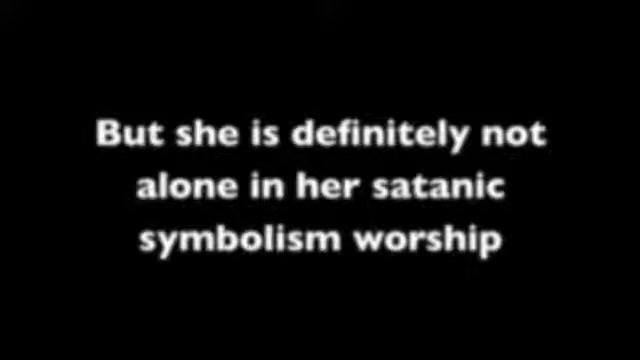 But she is definitely not
alone in her satanic
symbolism worship